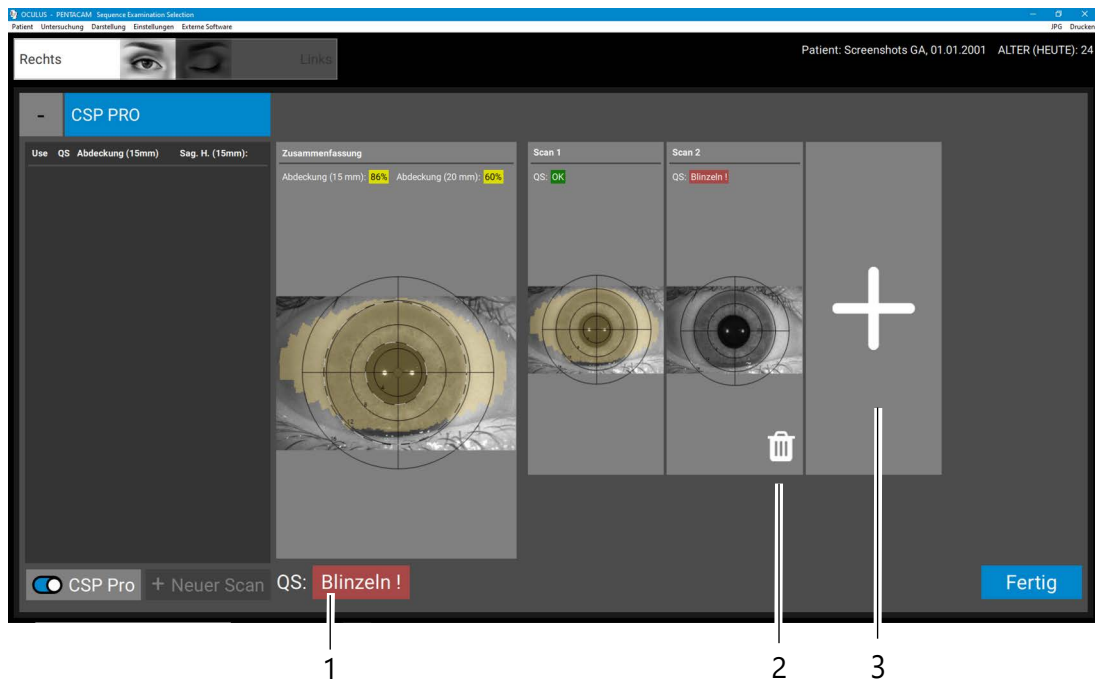 OCULUS - PENTACAM Sequence Examination Selection
Patient Untersuchung Darstellung Einstellungen Externe Software JPG Drucken
Rechts Links
Patient: Screenshots GA, 01.01.2001 ALTER (HEUTE): 24
- CSP PRO
Use QS Abdeckung (15mm) Sag. H. (15mm):
Zusammenfassung
Abdeckung (15 mm): 86% Abdeckung (20 mm): 60%
Scan 1
QS: OK
Scan 2
QS: Blinzeln !
CSP Pro + Neuer Scan
QS: Blinzeln !
Fertig
1 2 3